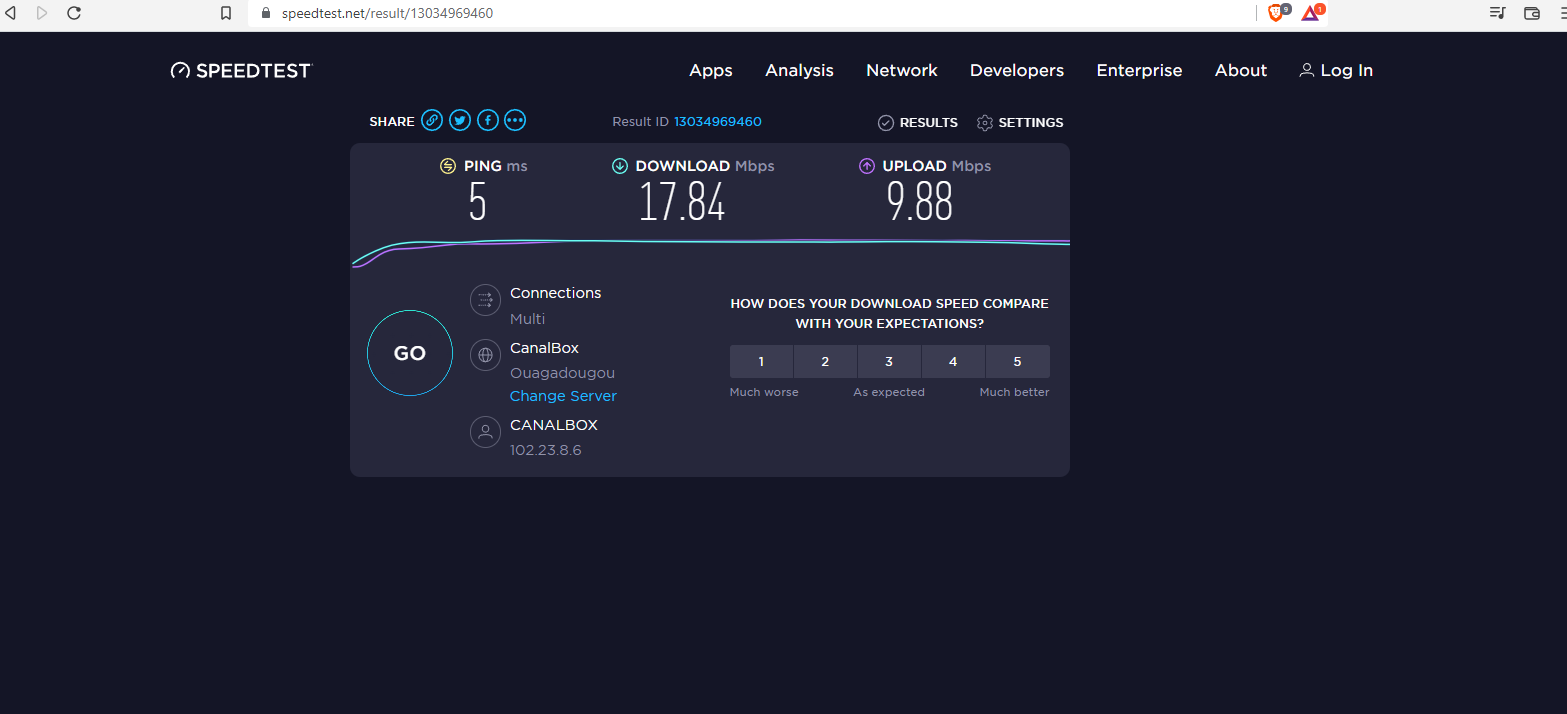 speedtest.net/result/13034969460
9
1
SPEEDTEST
Apps Analysis Network Developers Enterprise About Log In
SHARE
Result ID 13034969460
RESULTS SETTINGS
PING ms DOWNLOAD Mbps UPLOAD Mbps
5 17.84 9.88
GO
Connections
Multi
CanalBox
Ouagadougou
Change Server
CANALBOX
102.23.8.6
HOW DOES YOUR DOWNLOAD SPEED COMPARE
WITH YOUR EXPECTATIONS?
1 2 3 4 5
Much worse As expected Much better